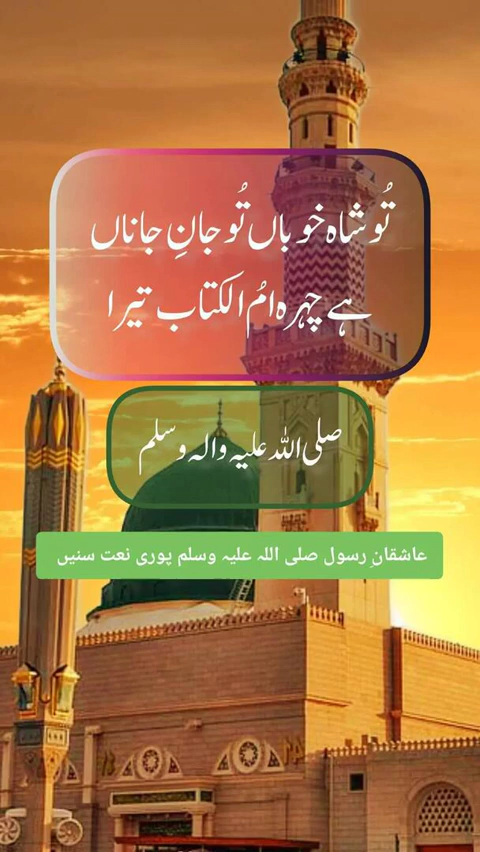 تُو شاہ خوباں تُو جانِ جاناں
ہے چہرہ امُ الکتاب تیرا
صلی اللہ علیہ والہ وسلم
عاشقانِ رسول صلی اللہ علیہ وسلم پوری نعت سنیں